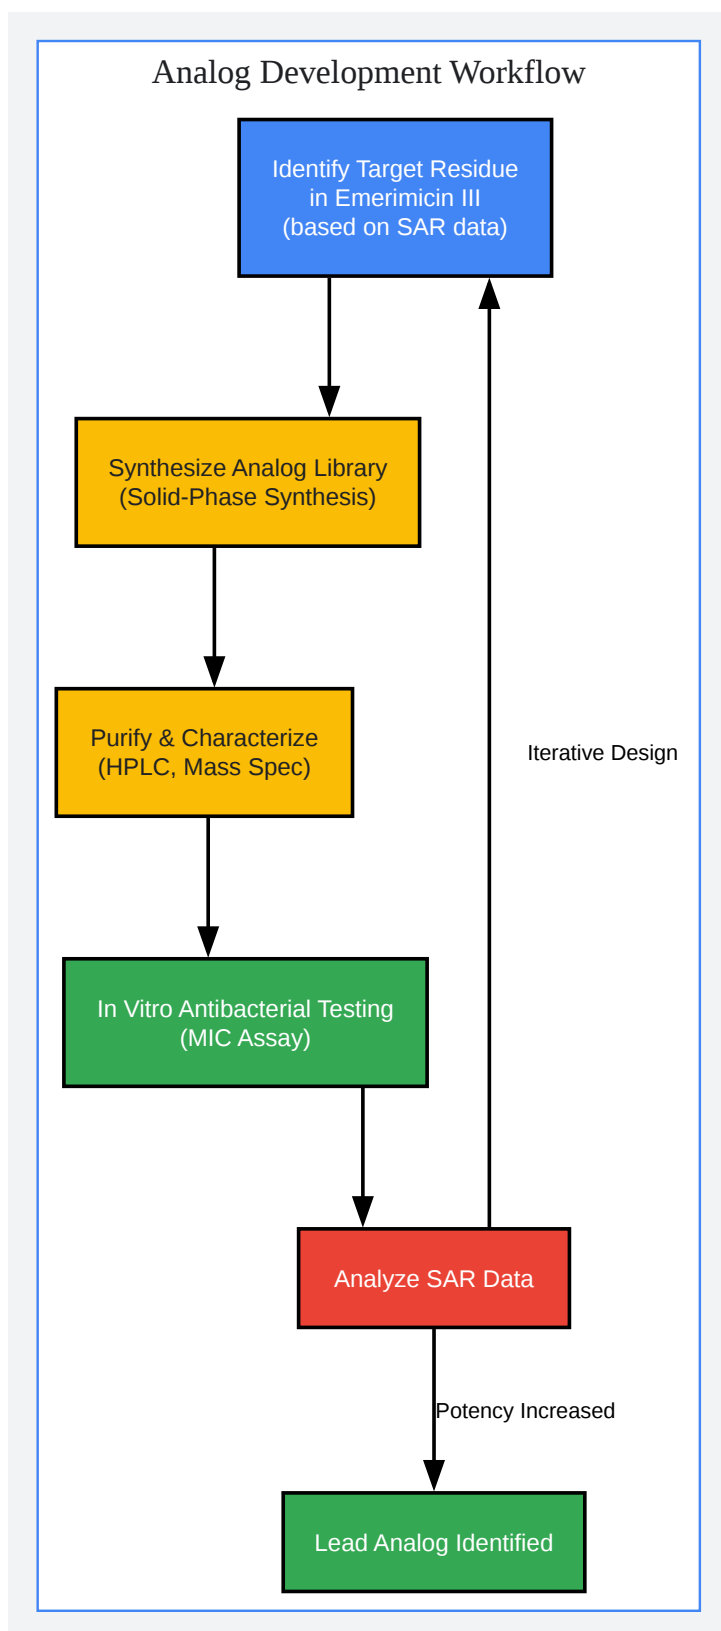 Analog Development Workflow
Identify Target Residue
in Emerimicin III
(based on SAR data)
Synthesize Analog Library
(Solid-Phase Synthesis)
Purify & Characterize
(HPLC, Mass Spec)
Iterative Design
In Vitro Antibacterial Testing
(MIC Assay)
Analyze SAR Data
Potency Increased
Lead Analog Identified